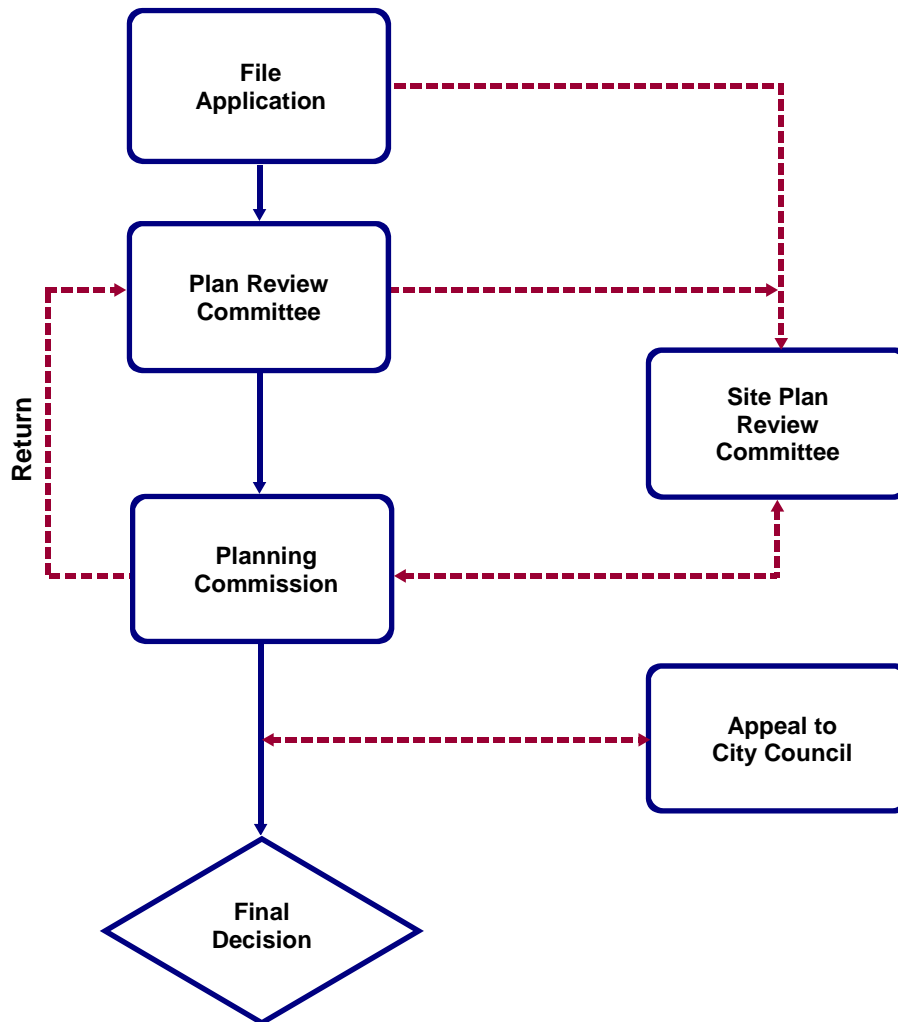 File
Application
Plan Review
Committee
Return
Site Plan
Review
Committee
Planning
Commission
Appeal to
City Council
Final
Decision